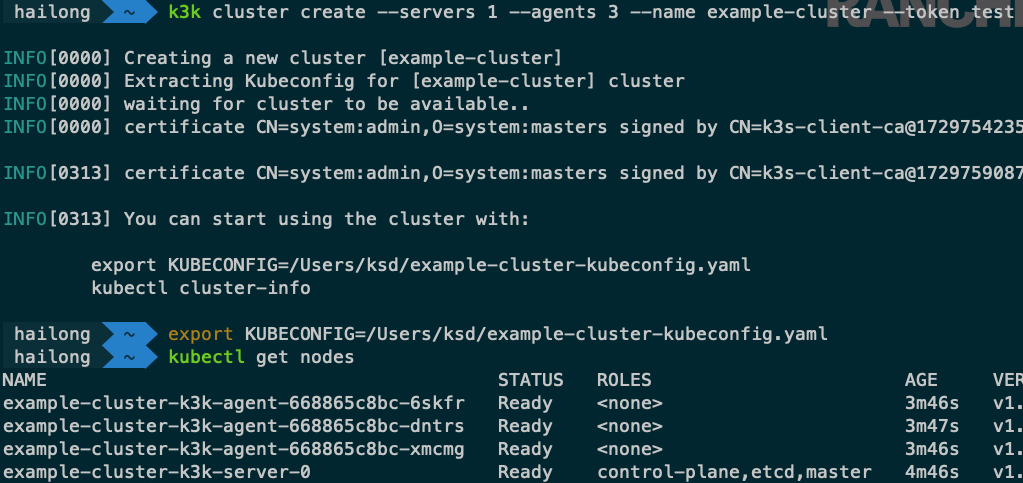 hailong ~ k3k cluster create --servers 1 --agents 3 --name example-cluster --token test
INFO[0000] Creating a new cluster [example-cluster]
INFO[0000] Extracting Kubeconfig for [example-cluster] cluster
INFO[0000] waiting for cluster to be available..
INFO[0000] certificate CN=system:admin,O=system:masters signed by CN=k3s-client-ca@1729754235
INFO[0313] certificate CN=system:admin,O=system:masters signed by CN=k3s-client-ca@1729759087
INFO[0313] You can start using the cluster with:
export KUBECONFIG=/Users/ksd/example-cluster-kubeconfig.yaml
kubectl cluster-info
hailong ~ export KUBECONFIG=/Users/ksd/example-cluster-kubeconfig.yaml
hailong ~ kubectl get nodes
NAME STATUS ROLES AGE VER
example-cluster-k3k-agent-668865c8bc-6skfr Ready <none> 3m46s v1.
example-cluster-k3k-agent-668865c8bc-dntrs Ready <none> 3m47s v1.
example-cluster-k3k-agent-668865c8bc-xmcmg Ready <none> 3m46s v1.
example-cluster-k3k-server-0 Ready control-plane,etcd,master 4m46s v1.